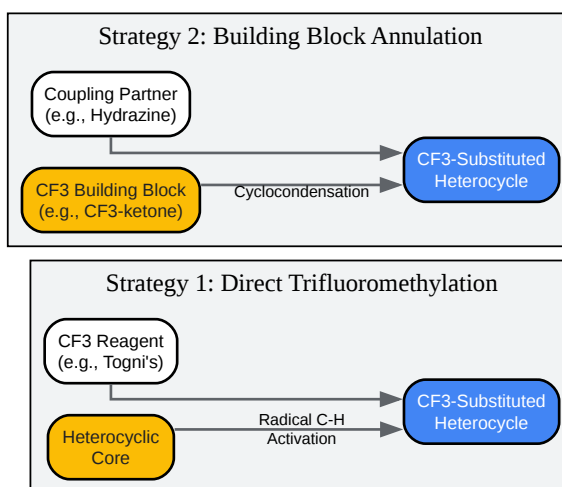 Strategy 2: Building Block Annulation
Coupling Partner
(e.g., Hydrazine)
CF3-Substituted
Heterocycle
CF3 Building Block
(e.g., CF3-ketone)
Cyclocondensation
Strategy 1: Direct Trifluoromethylation
CF3 Reagent
(e.g., Togni's)
CF3-Substituted
Heterocycle
Heterocyclic
Core
Radical C-H
Activation